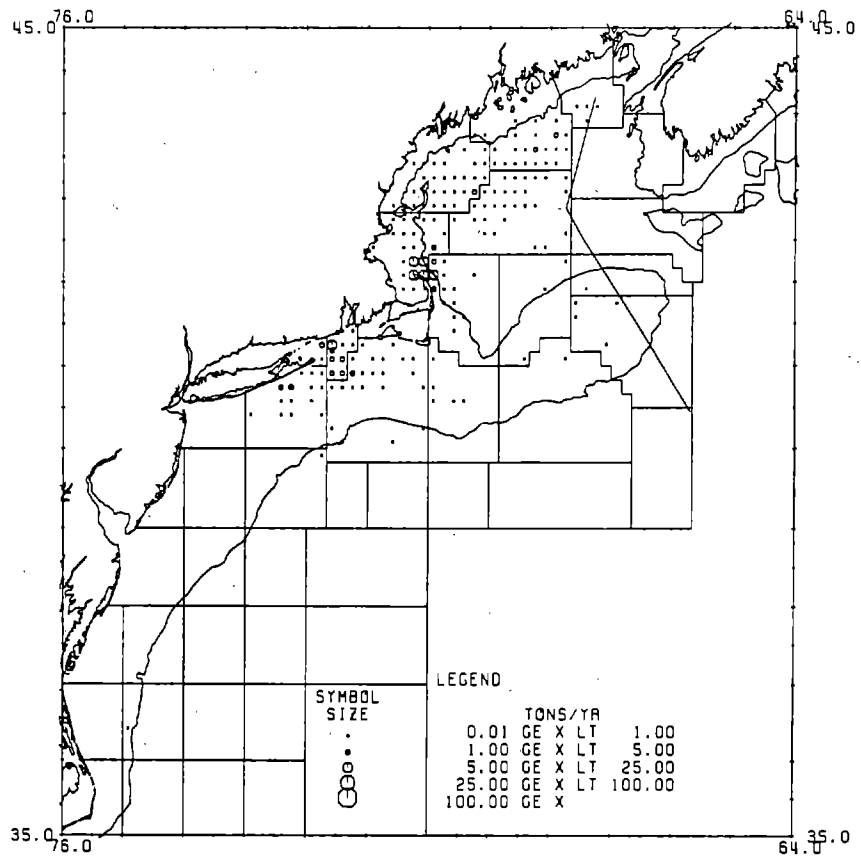 76.0 64.0
45.0 45.0
LEGEND
SYMBOL
SIZE
TONS/YR
0.01 GE X LT 1.00
1.00 GE X LT 5.00
5.00 GE X LT 25.00
25.00 GE X LT 100.00
100.00 GE X
35.0 35.0
76.0 64.0